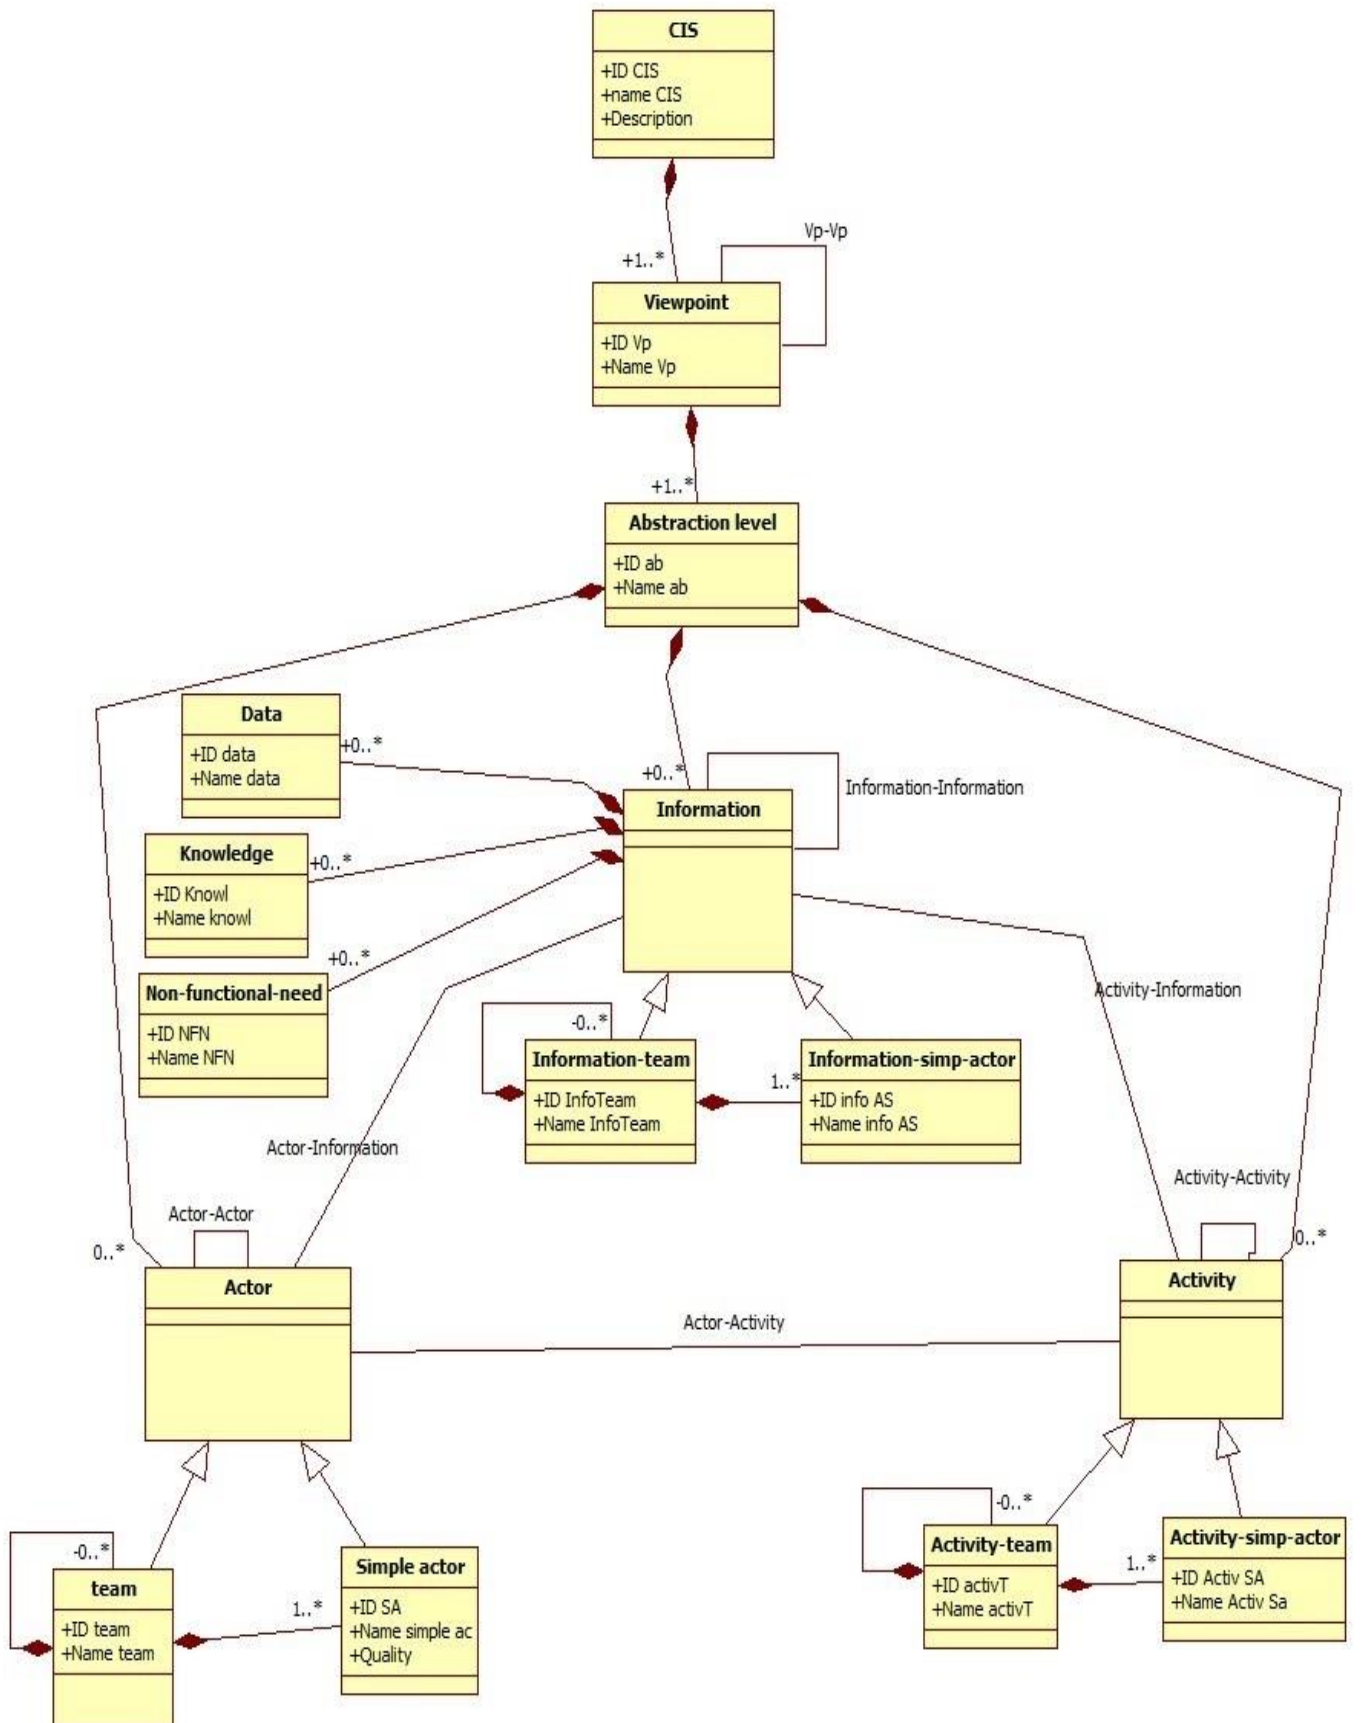 CIS
+ID CIS
+name CIS
+Description
Vp-Vp
+1..*
Viewpoint
+ID Vp
+Name Vp
+1..*
Abstraction level
+ID ab
+Name ab
Data
+ID data
+Name data
+0..*
+0..*
Information-Information
Information
Knowledge
+ID Knowl
+Name knowl
+0..*
+0..*
Non-functional-need
+ID NFN
+Name NFN
Activity-Information
-0..*
Information-team
+ID InfoTeam
+Name InfoTeam
1..*
Information-simp-actor
+ID info AS
+Name info AS
Actor-Information
Activity-Activity
Actor-Actor
0..*
0..*
Actor
Activity
Actor-Activity
-0..*
Activity-team
+ID activT
+Name activT
1..*
Activity-simp-actor
+ID Activ SA
+Name Activ Sa
-0..*
team
+ID team
+Name team
1..*
Simple actor
+ID SA
+Name simple ac
+Quality